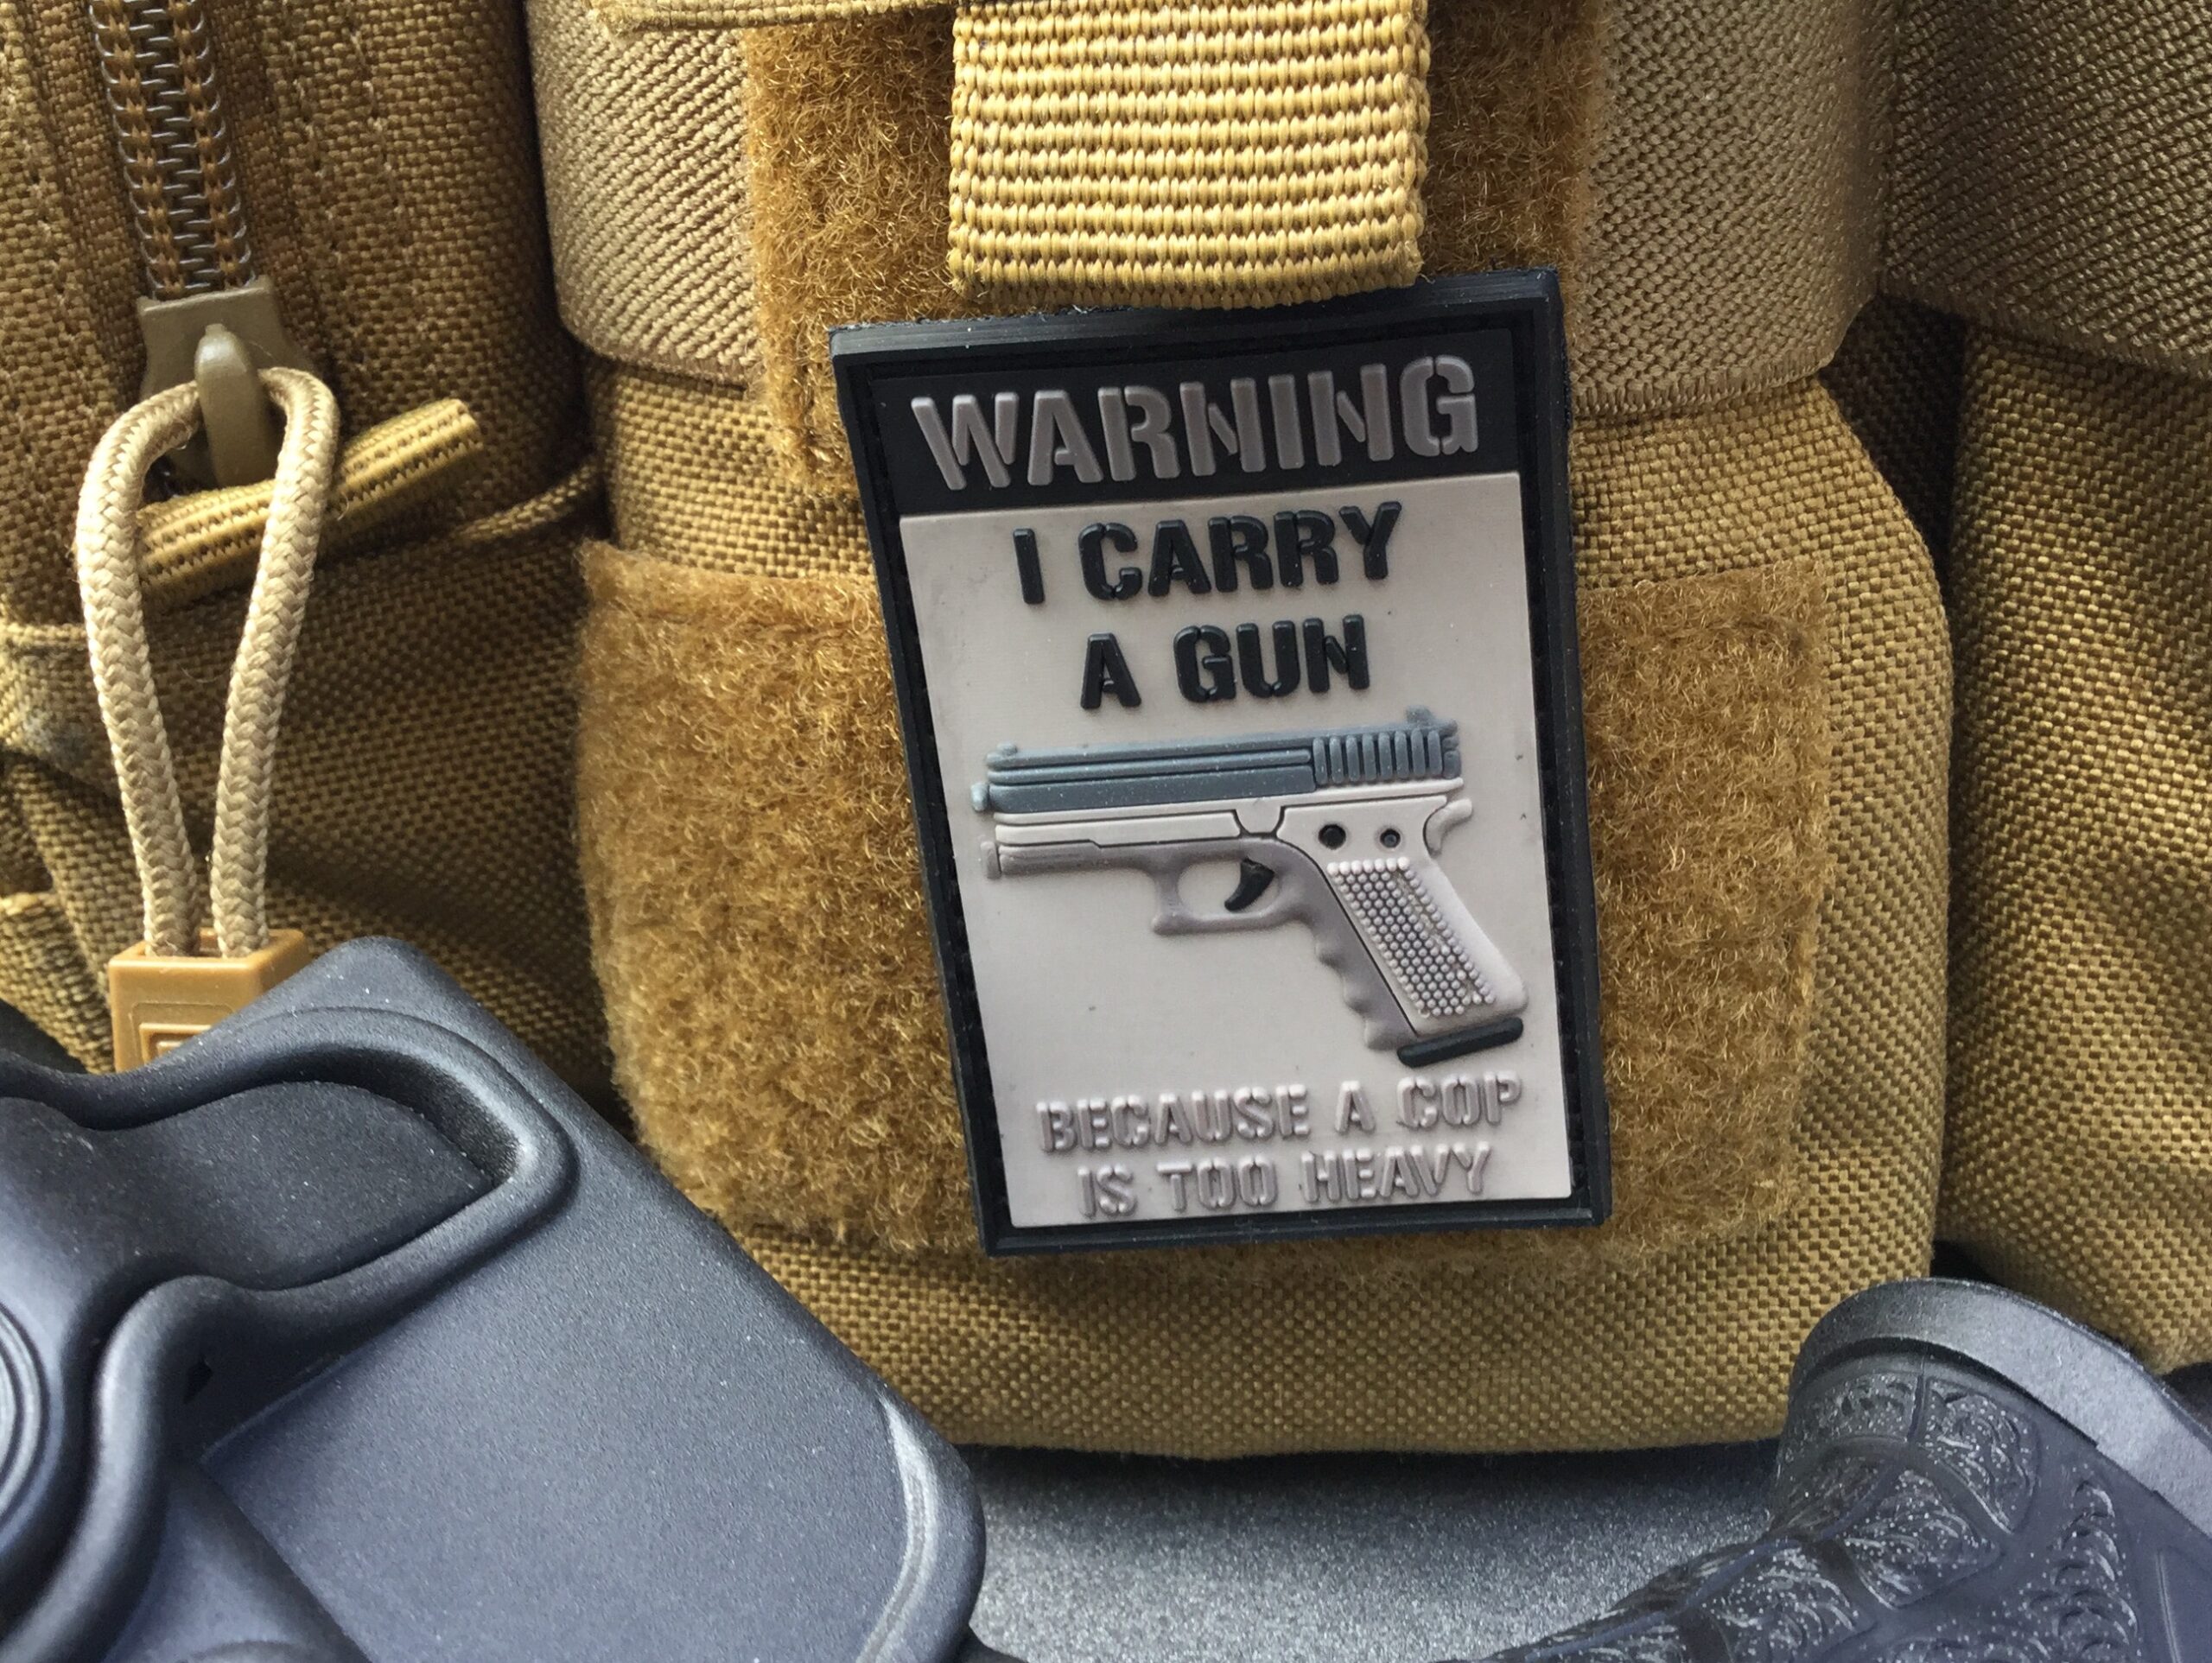 WARNING
I CARRY
A GUN
BECAUSE A COP
IS TOO HEAVY